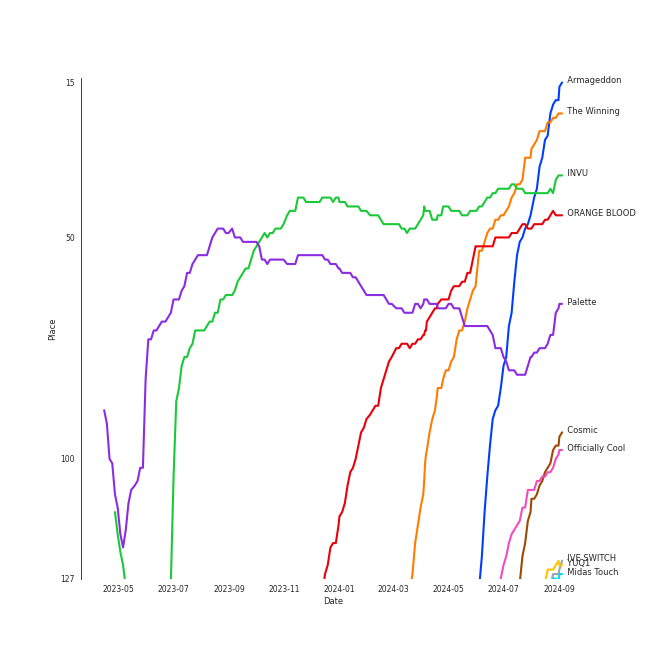 15
Armageddon
The Winning
INVU
ORANGE BLOOD
50
Palette
Place
Cosmic
Officially Cool
100
IVE SWITCH
YUQ1
Midas Touch
127
2023-05 2023-07 2023-09 2023-11 2024-01 2024-03 2024-05 2024-07 2024-09
Date